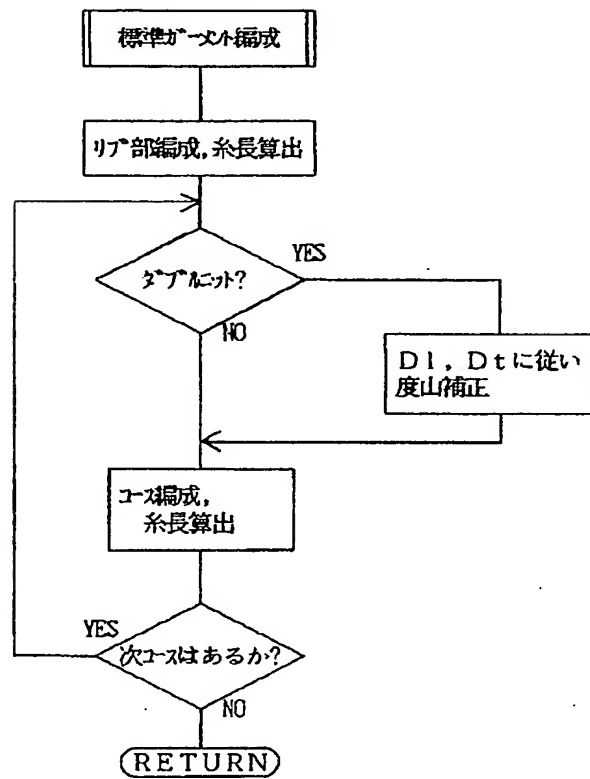 標準ガーメント編成
リブ部編成，糸長算出
YES
ダブルニット?
NO
Dl，Dtに従い
度山補正
コース編成，
糸長算出
YES
次コースはあるか?
NO
RETURN